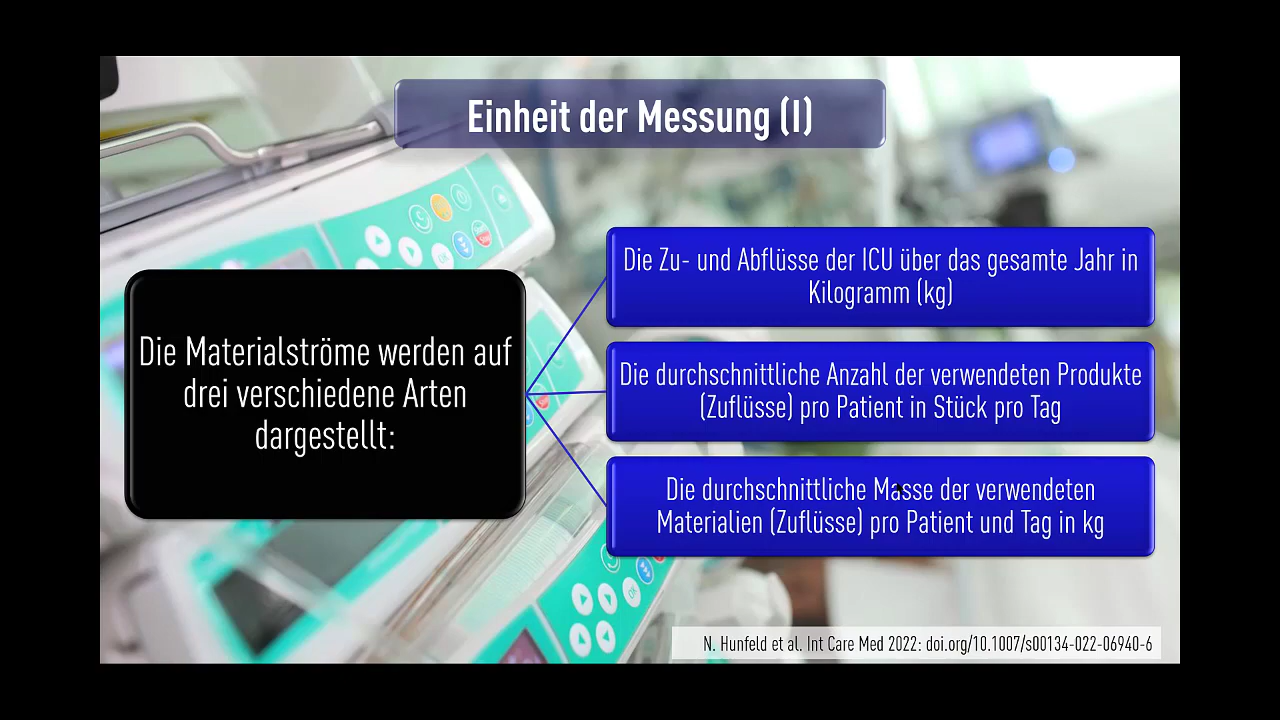 Einheit der Messung (I)
Die Materialströme werden auf
drei verschiedene Arten
dargestellt:
Die Zu- und Abflüsse der ICU über das gesamte Jahr in
Kilogramm (kg)
Die durchschnittliche Anzahl der verwendeten Produkte
(Zuflüsse) pro Patient in Stück pro Tag
Die durchschnittliche Masse der verwendeten
Materialien (Zuflüsse) pro Patient und Tag in kg
N. Hunfeld et al. Int Care Med 2022: doi.org/10.1007/s00134-022-06940-6